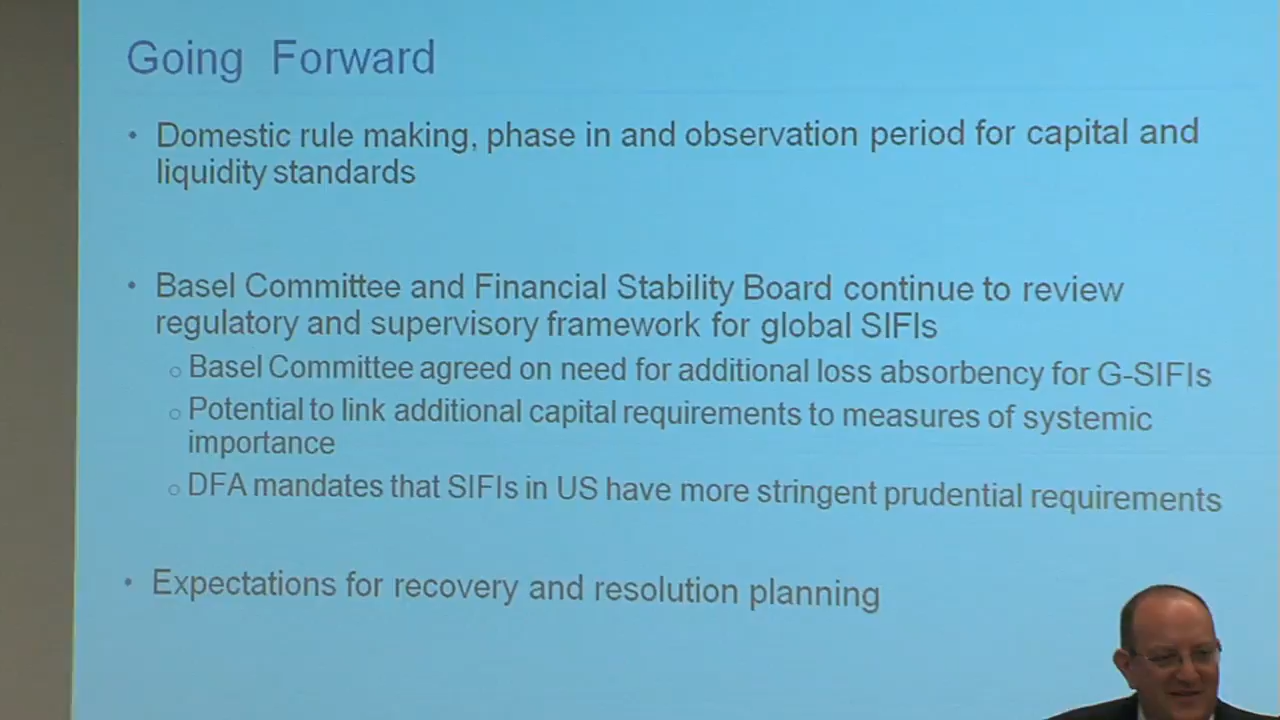 Going Forward
• Domestic rule making, phase in and observation period for capital and
liquidity standards
• Basel Committee and Financial Stability Board continue to review
regulatory and supervisory framework for global SIFIs
○ Basel Committee agreed on need for additional loss absorbency for G-SIFIs
○ Potential to link additional capital requirements to measures of systemic
importance
○ DFA mandates that SIFIs in US have more stringent prudential requirements
• Expectations for recovery and resolution planning